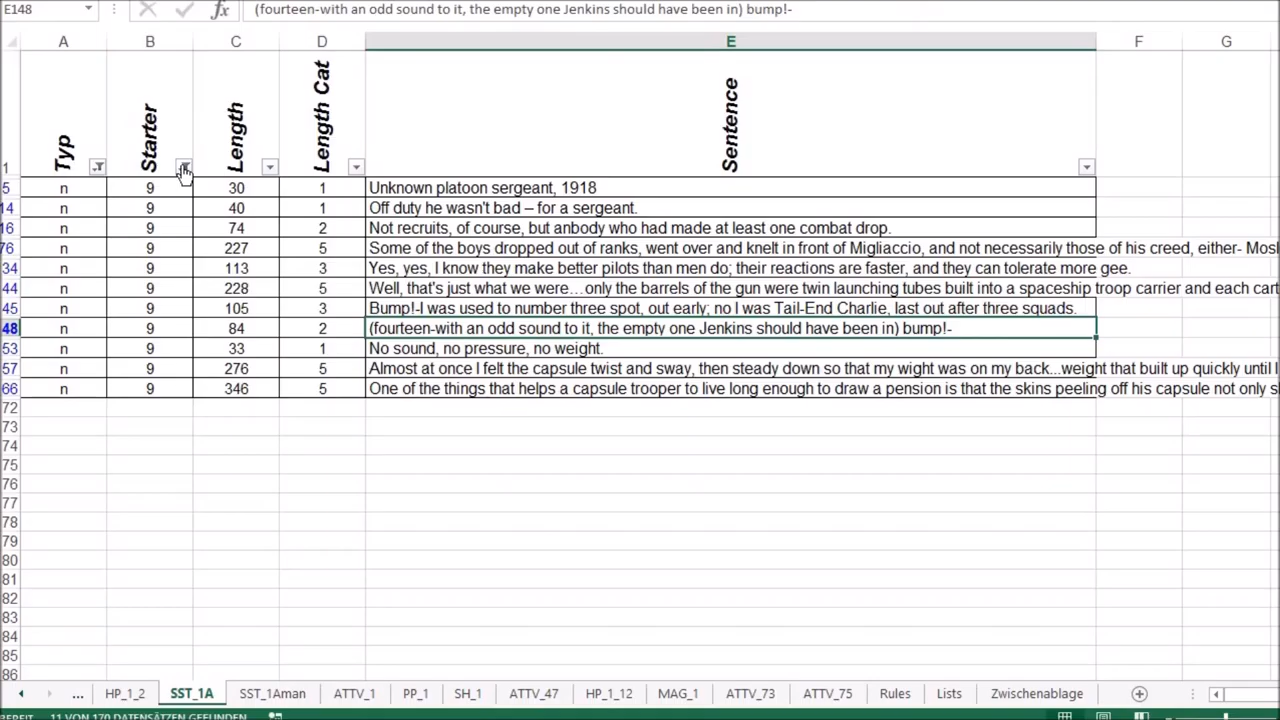 E148 (fourteen-with an odd sound to it, the empty one Jenkins should have been in) bump!-
A B C D E F G
1 Typ Starter Length Length Cat Sentence
5 n 9 30 1 Unknown platoon sergeant, 1918
14 n 9 40 1 Off duty he wasn't bad – for a sergeant.
16 n 9 74 2 Not recruits, of course, but anbody who had made at least one combat drop.
76 n 9 227 5 Some of the boys dropped out of ranks, went over and knelt in front of Migliaccio, and not necessarily those of his creed, either- Mosl
34 n 9 113 3 Yes, yes, I know they make better pilots than men do; their reactions are faster, and they can tolerate more gee.
44 n 9 228 5 Well, that's just what we were…only the barrels of the gun were twin launching tubes built into a spaceship troop carrier and each cart
45 n 9 105 3 Bump!-I was used to number three spot, out early; no I was Tail-End Charlie, last out after three squads.
48 n 9 84 2 (fourteen-with an odd sound to it, the empty one Jenkins should have been in) bump!-
53 n 9 33 1 No sound, no pressure, no weight.
57 n 9 276 5 Almost at once I felt the capsule twist and sway, then steady down so that my wight was on my back...weight that built up quickly until I
66 n 9 346 5 One of the things that helps a capsule trooper to live long enough to draw a pension is that the skins peeling off his capsule not only s
72
73
74
75
76
77
78
79
80
81
82
83
84
85
86
... HP_1_2 SST_1A SST_1Aman ATTV_1 PP_1 SH_1 ATTV_47 HP_1_12 MAG_1 ATTV_73 ATTV_75 Rules Lists Zwischenablage
BEREIT 11 VON 170 DATENSÄTZEN GEFUNDEN